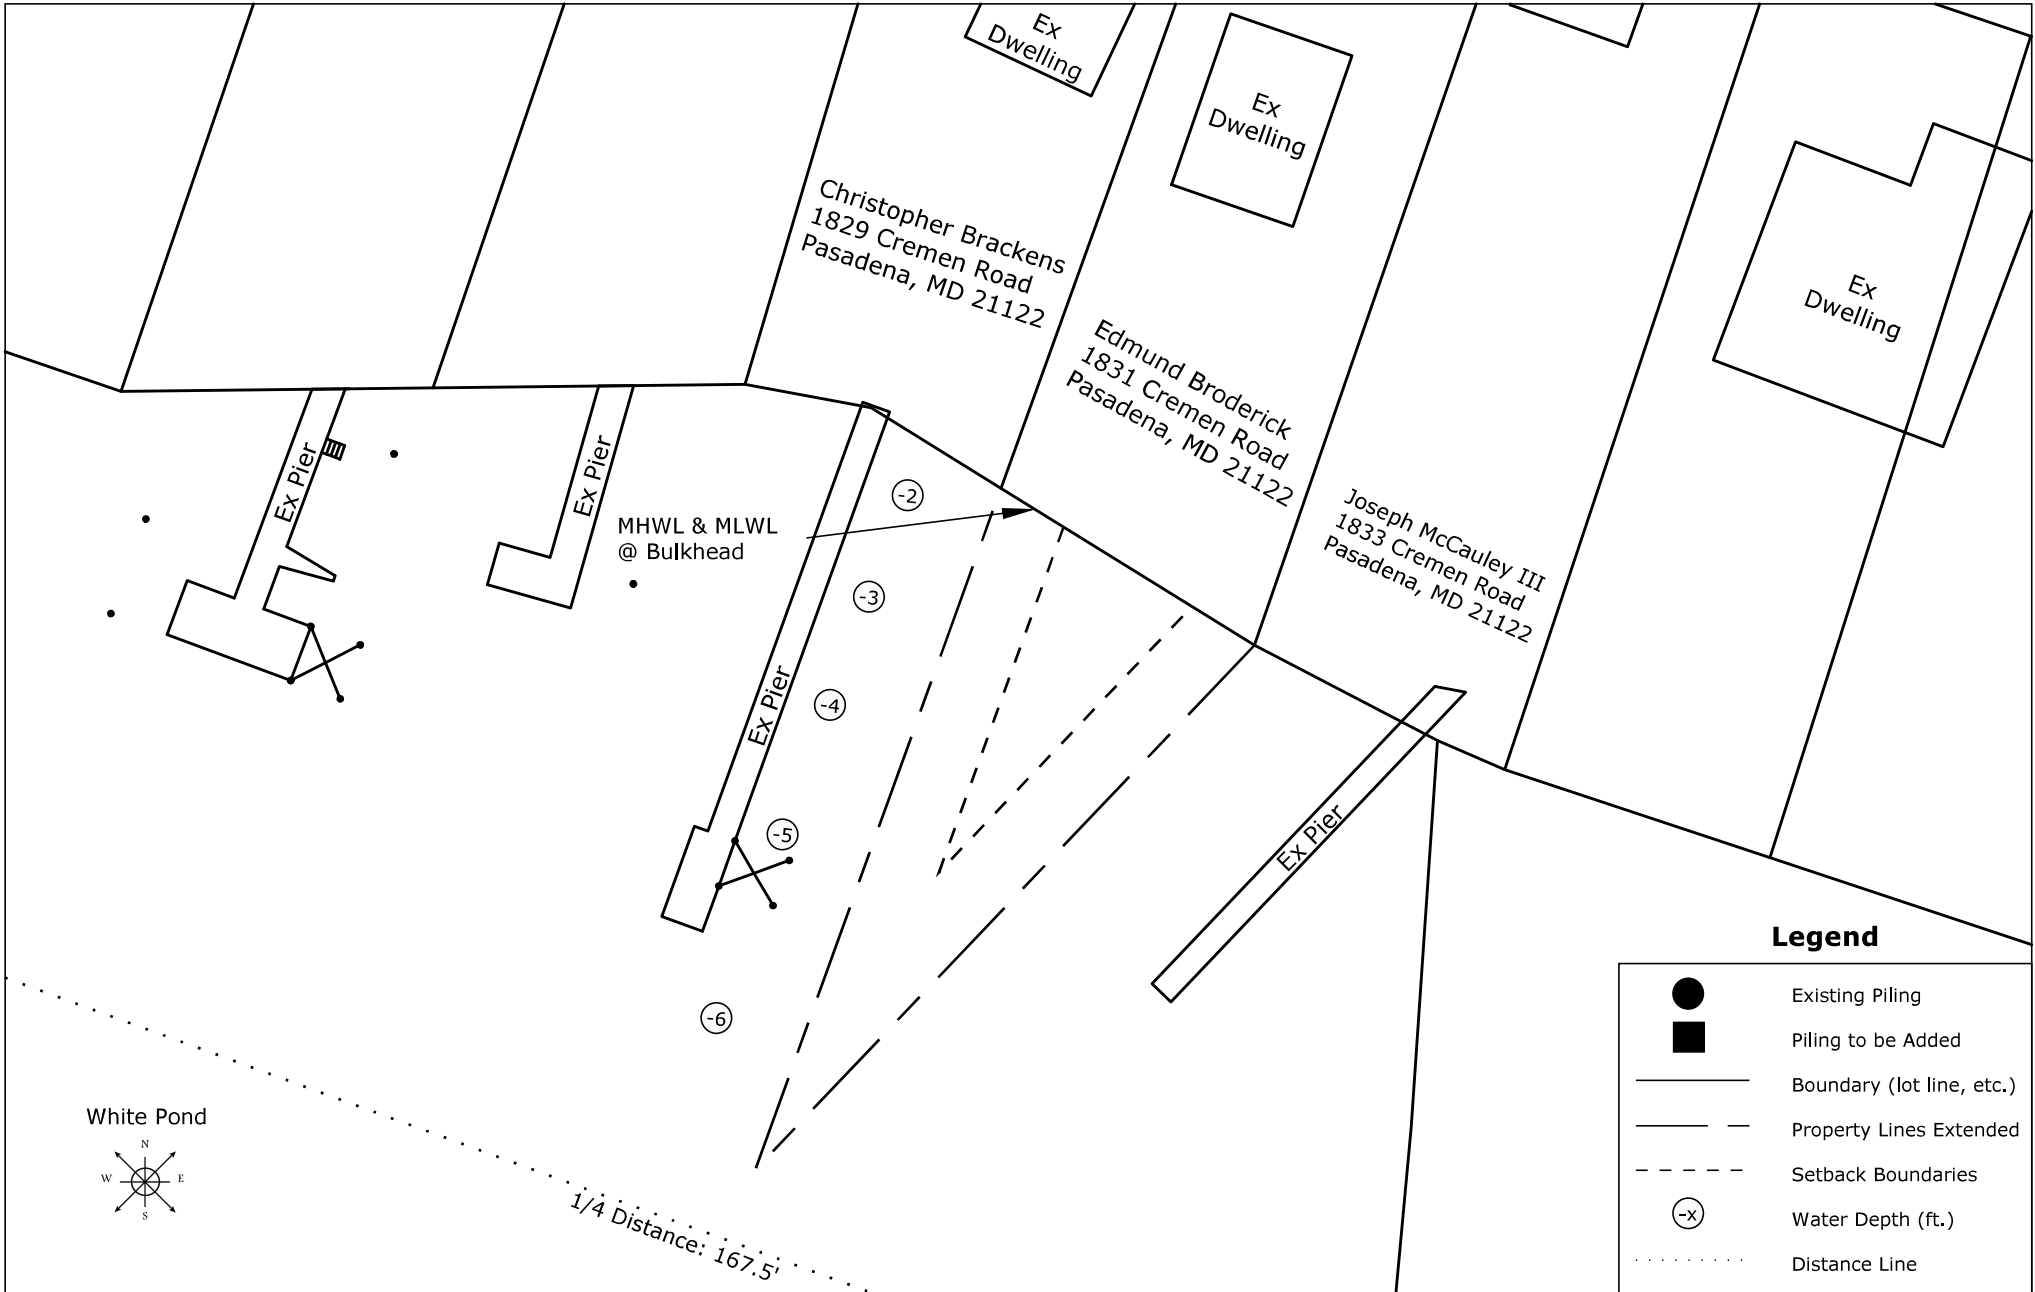 Ex
Dwelling
Ex
Dwelling
Christopher Brackens
1829 Cremen Road
Pasadena, MD 21122
Edmund Broderick
1831 Cremen Road
Pasadena, MD 21122
Ex
Dwelling
Joseph McCauley III
1833 Cremen Road
Pasadena, MD 21122
Ex Pier
Ex Pier
MHWL & MLWL
@ Bulkhead
-2
-3
-4
-5
-6
Ex Pier
Ex Pier
White Pond
N
W
E
S
1/4 Distance: 167.5'
Legend
Existing Piling
Piling to be Added
Boundary (lot line, etc.)
Property Lines Extended
Setback Boundaries
-x
Water Depth (ft.)
Distance Line